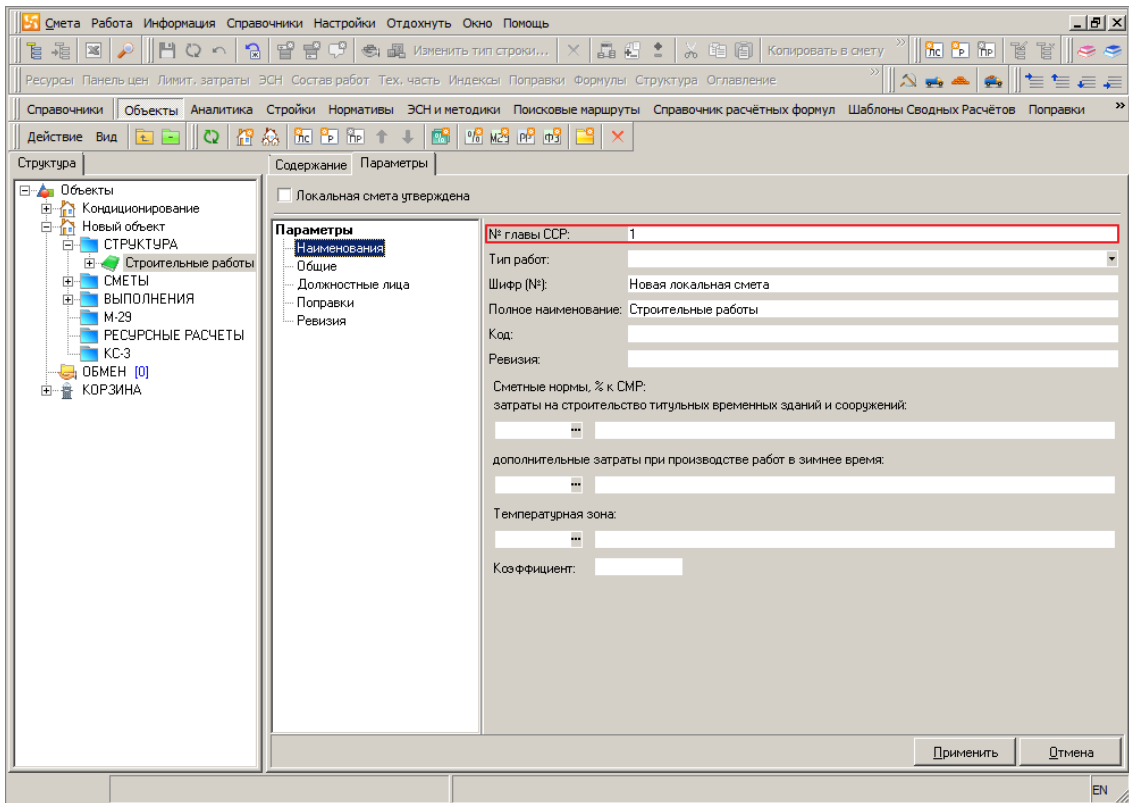 Смета Работа Информация Справочники Настройки Отдохнуть Окно Помощь
Изменить тип строки... Копировать в смету
Ресурсы Панель цен Лимит. затраты ЭСН Состав работ Тех. часть Индексы Поправки Формулы Структура Оглавление
Справочники Объекты Аналитика Стройки Нормативы ЭСН и методики Поисковые маршруты Справочник расчётных формул Шаблоны Сводных Расчётов Поправки
Действие Вид
Структура
Содержание Параметры
Объекты
Кондиционирование
Новый объект
СТРУКТУРА
Строительные работы
СМЕТЫ
ВЫПОЛНЕНИЯ
М-29
РЕСУРСНЫЕ РАСЧЕТЫ
КС-3
ОБМЕН [0]
КОРЗИНА
Локальная смета утверждена
Параметры
Наименования
Общие
Должностные лица
Поправки
Ревизия
№ главы ССР: 1
Тип работ:
Шифр (№): Новая локальная смета
Полное наименование: Строительные работы
Код:
Ревизия:
Сметные нормы, % к СМР:
затраты на строительство титульных временных зданий и сооружений:
дополнительные затраты при производстве работ в зимнее время:
Температурная зона:
Коэффициент:
Применить Отмена
EN